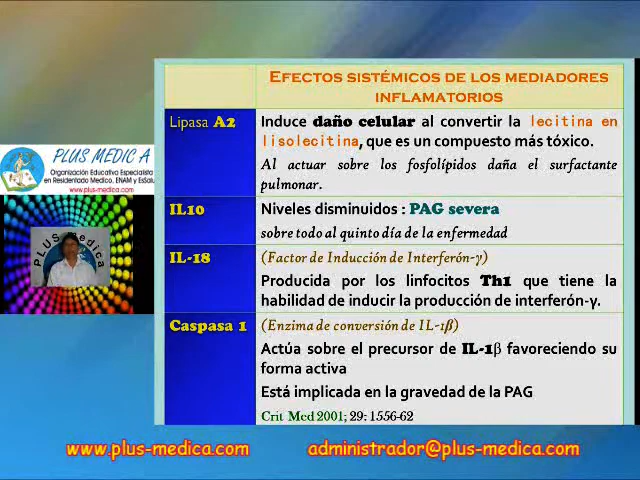 PLUS MEDIC A
Organización Educativa Especialista
en Residentado Medico, ENAM y EsSalud
www.plus-medica.com
PLUS Medica
Efectos sistémicos de los mediadores
inflamatorios
Lipasa A2
Induce daño celular al convertir la lecitina en
lisolecitina, que es un compuesto más tóxico.
Al actuar sobre los fosfolípidos daña el surfactante
pulmonar.
IL10
Niveles disminuidos : PAG severa
sobre todo al quinto día de la enfermedad
IL-18
(Factor de Inducción de Interferón-γ)
Producida por los linfocitos Th1 que tiene la
habilidad de inducir la producción de interferón-γ.
Caspasa 1
(Enzima de conversión de IL-1β)
Actúa sobre el precursor de IL-1β favoreciendo su
forma activa
Está implicada en la gravedad de la PAG
Crit Med 2001; 29: 1556-62
www.plus-medica.com
administrador@plus-medica.com